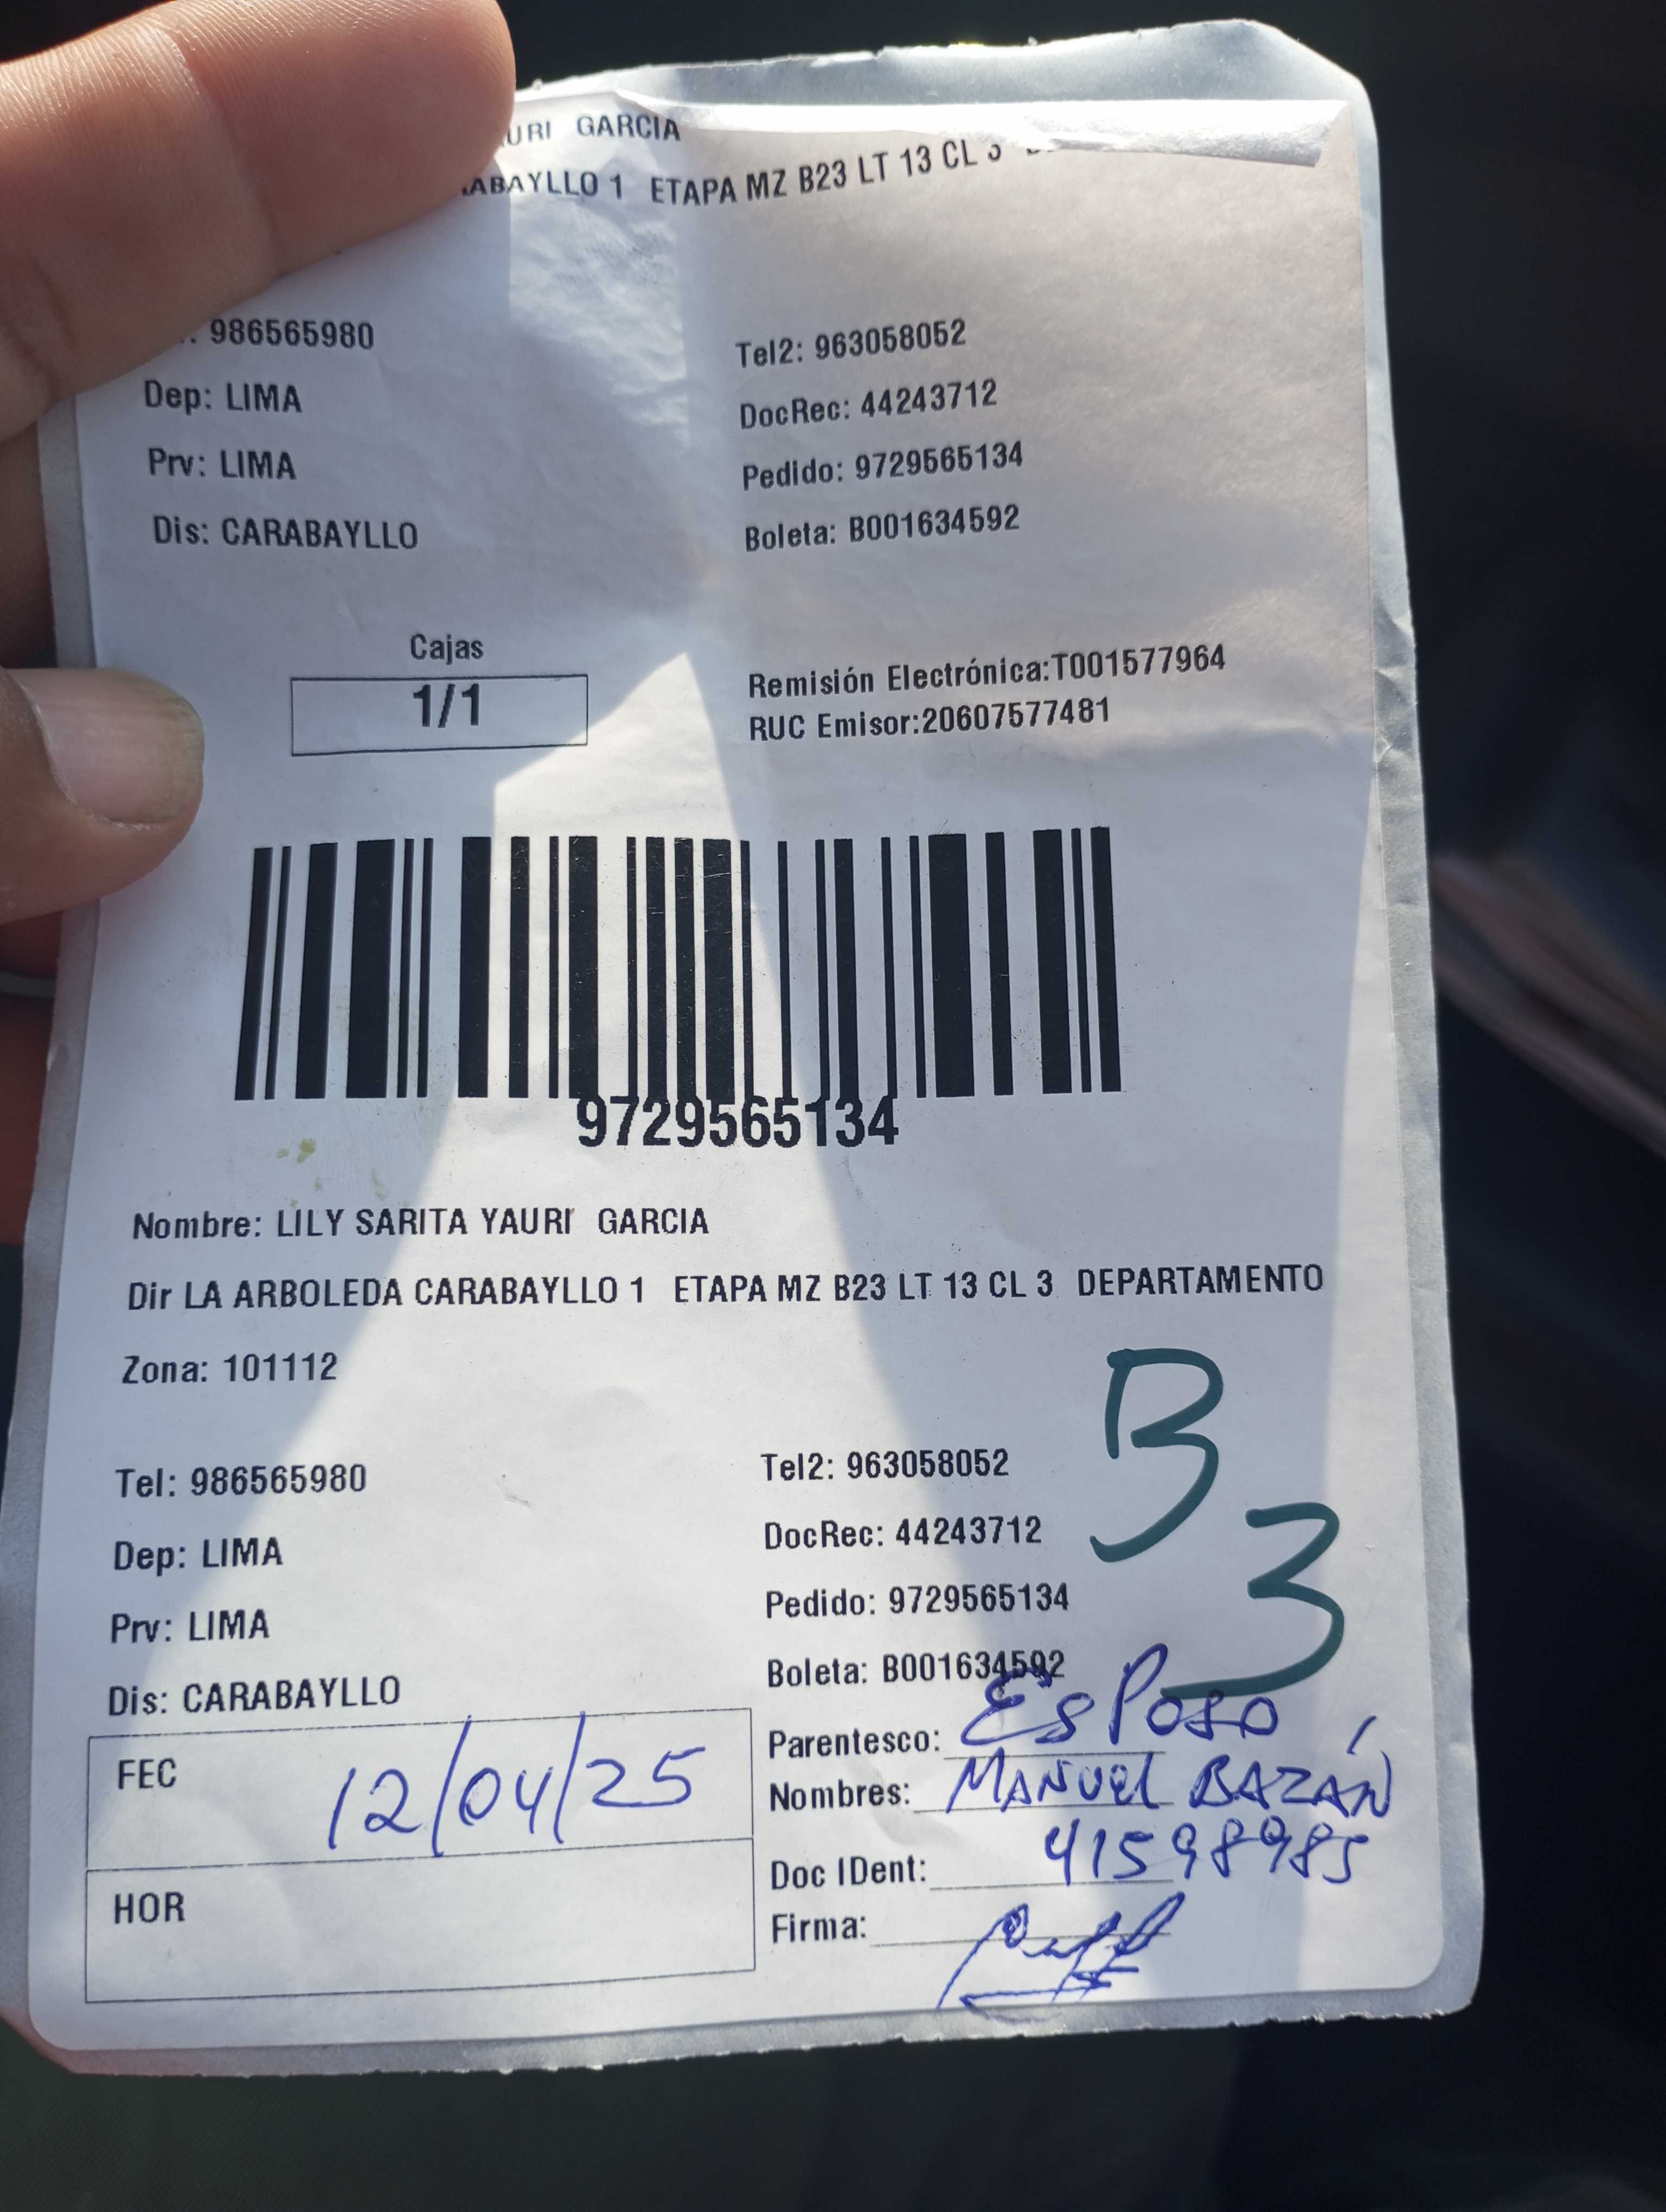 GARCIA
ETAPA MZ B23 LT 13 CL 3
986565980
Tel2: 963058052
Dep: LIMA
DocRec: 44243712
Prv: LIMA
Pedido: 9729565134
Dis: CARABAYLLO
Boleta: B001634592
Cajas
1/1
Remisión Electrónica:T001577964
RUC Emisor:20607577481
9729565134
Nombre: LILY SARITA YAURI GARCIA
Dir LA ARBOLEDA CARABAYLLO 1 ETAPA MZ B23 LT 13 CL 3 DEPARTAMENTO
Zona: 101112
B
3
Tel: 986565980
Tel2: 963058052
Dep: LIMA
DocRec: 44243712
Prv: LIMA
Pedido: 9729565134
Dis: CARABAYLLO
Boleta: B001634592
FEC 12/04/25
HOR
Parentesco: Esposo
Nombres: MANUEL BAZÁN
Doc IDent: 41598985
Firma: